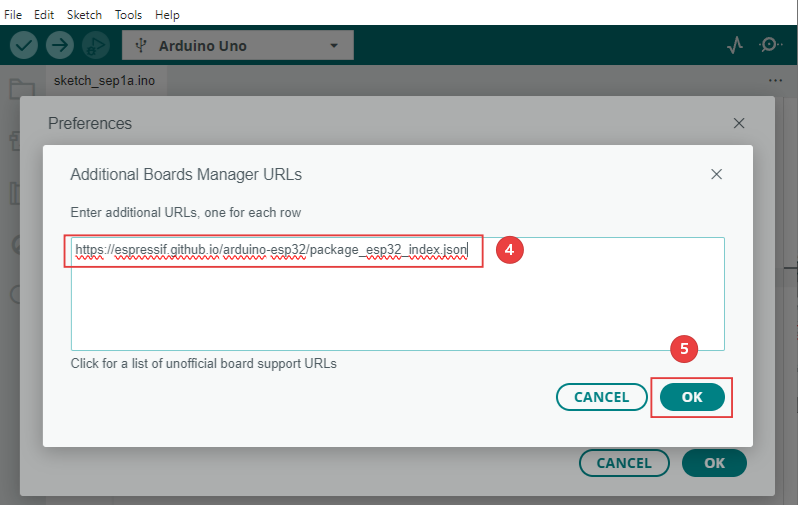 File Edit Sketch Tools Help
Arduino Uno
sketch_sep1a.ino
Preferences
Additional Boards Manager URLs
Enter additional URLs, one for each row
https://espressif.github.io/arduino-esp32/package_esp32_index.json
4
Click for a list of unofficial board support URLs
5
CANCEL OK
CANCEL OK